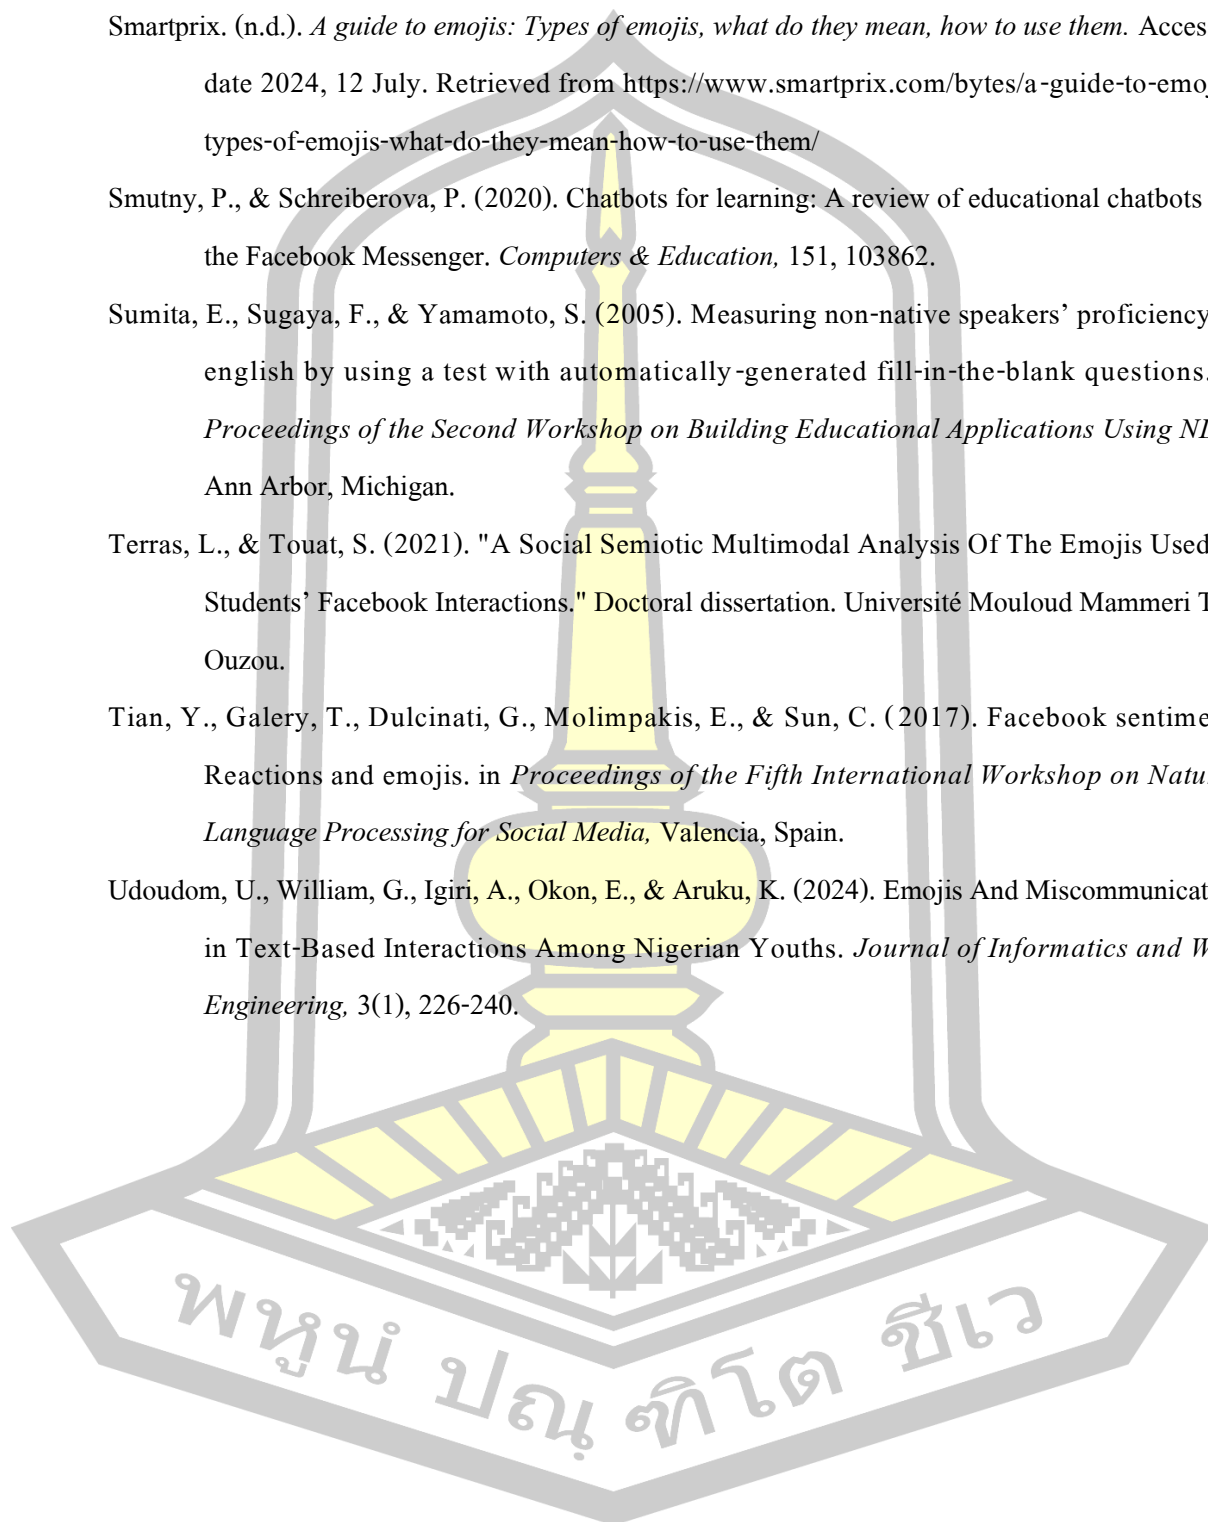 Smartprix. (n.d.). A guide to emojis: Types of emojis, what do they mean, how to use them. Acces
date 2024, 12 July. Retrieved from https://www.smartprix.com/bytes/a-guide-to-emoj
types-of-emojis-what-do-they-mean-how-to-use-them/
Smutny, P., & Schreiberova, P. (2020). Chatbots for learning: A review of educational chatbots
the Facebook Messenger. Computers & Education, 151, 103862.
Sumita, E., Sugaya, F., & Yamamoto, S. (2005). Measuring non-native speakers’ proficiency
english by using a test with automatically-generated fill-in-the-blank questions.
Proceedings of the Second Workshop on Building Educational Applications Using
Ann Arbor, Michigan.
Terras, L., & Touat, S. (2021). "A Social Semiotic Multimodal Analysis Of The Emojis Used
Students’ Facebook Interactions." Doctoral dissertation. Université Mouloud Mammeri T
Ouzou.
Tian, Y., Galery, T., Dulcinati, G., Molimpakis, E., & Sun, C. (2017). Facebook sentime
Reactions and emojis. in Proceedings of the Fifth International Workshop on Natu
Language Processing for Social Media, Valencia, Spain.
Udoudom, U., William, G., Igiri, A., Okon, E., & Aruku, K. (2024). Emojis And Miscommunicat
in Text-Based Interactions Among Nigerian Youths. Journal of Informatics and W
Engineering, 3(1), 226-240.
พหูนํ ปณฺฑิโต ชีเว